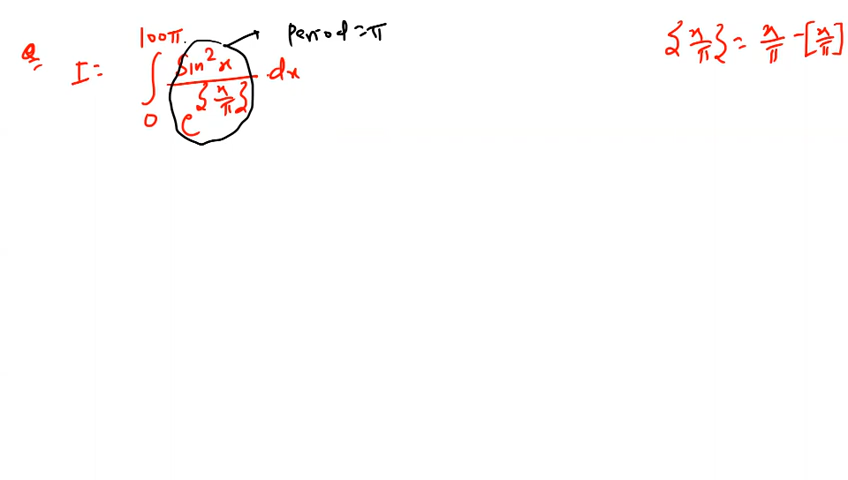 Q I = ∫₀^{100π} sin²x / e^{{x/π}} · dx
period = π
{x/π} = x/π - [x/π]